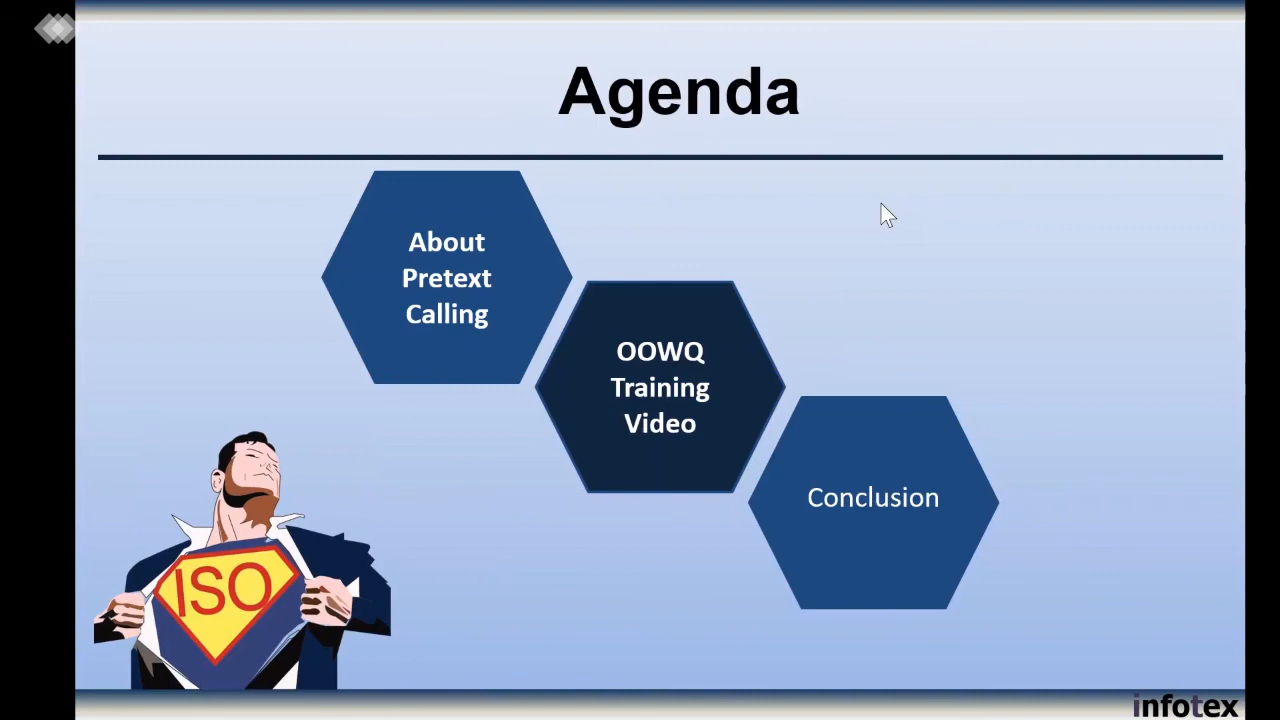 Agenda
About
Pretext
Calling
OOWQ
Training
Video
Conclusion
ISO
infotex